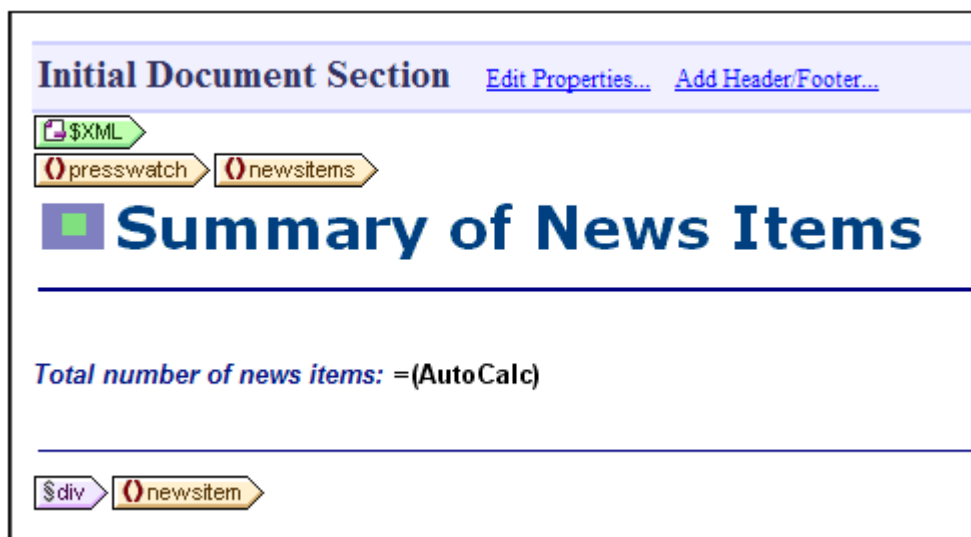 Initial Document Section Edit Properties... Add Header/Footer...
$XML
()presswatch ()newsitems
Summary of News Items
Total number of news items: =(AutoCalc)
§div ()newsitem